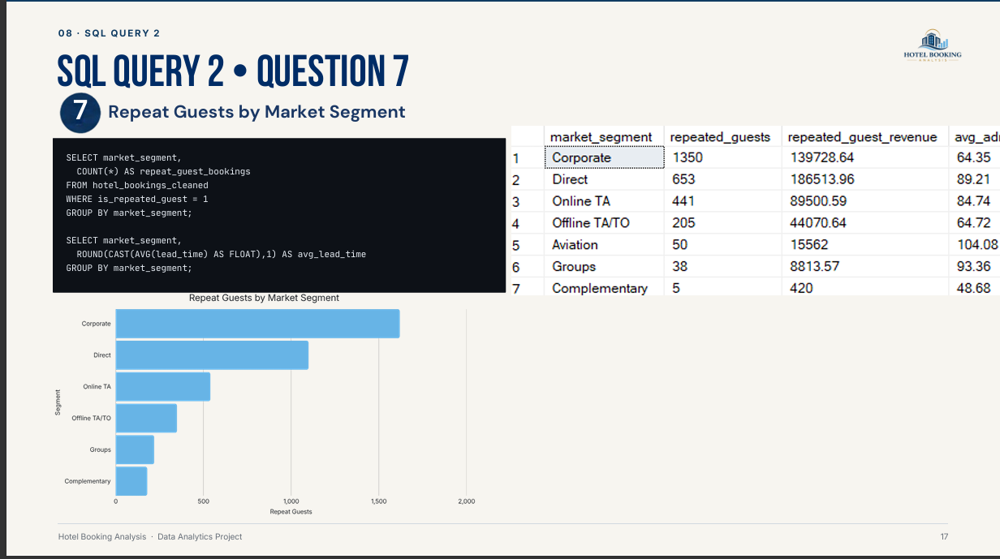 08 · SQL QUERY 2
HOTEL BOOKING
ANALYSIS
SQL QUERY 2 • QUESTION 7
7 Repeat Guests by Market Segment
SELECT market_segment,
COUNT(*) AS repeat_guest_bookings
FROM hotel_bookings_cleaned
WHERE is_repeated_guest = 1
GROUP BY market_segment;
SELECT market_segment,
ROUND(CAST(AVG(lead_time) AS FLOAT),1) AS avg_lead_time
GROUP BY market_segment;
market_segment repeated_guests repeated_guest_revenue
1 Corporate 1350 139728.64 64.35
2 Direct 653 186513.96 89.21
3 Online TA 441 89500.59 84.74
4 Offline TA/TO 205 44070.64 64.72
5 Aviation 50 15562 104.08
6 Groups 38 8813.57 93.36
7 Complementary 5 420 48.68
Repeat Guests by Market Segment
Segment
Corporate
Direct
Online TA
Offline TA/TO
Groups
Complementary
0 500 1,000 1,500 2,000
Repeat Guests
Hotel Booking Analysis · Data Analytics Project
17